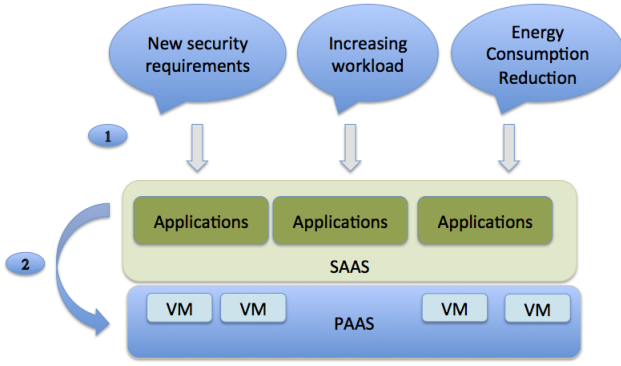 New security
requirements
Increasing
workload
Energy
Consumption
Reduction
1
Applications
Applications
Applications
2
SAAS
VM
VM
PAAS
VM
VM